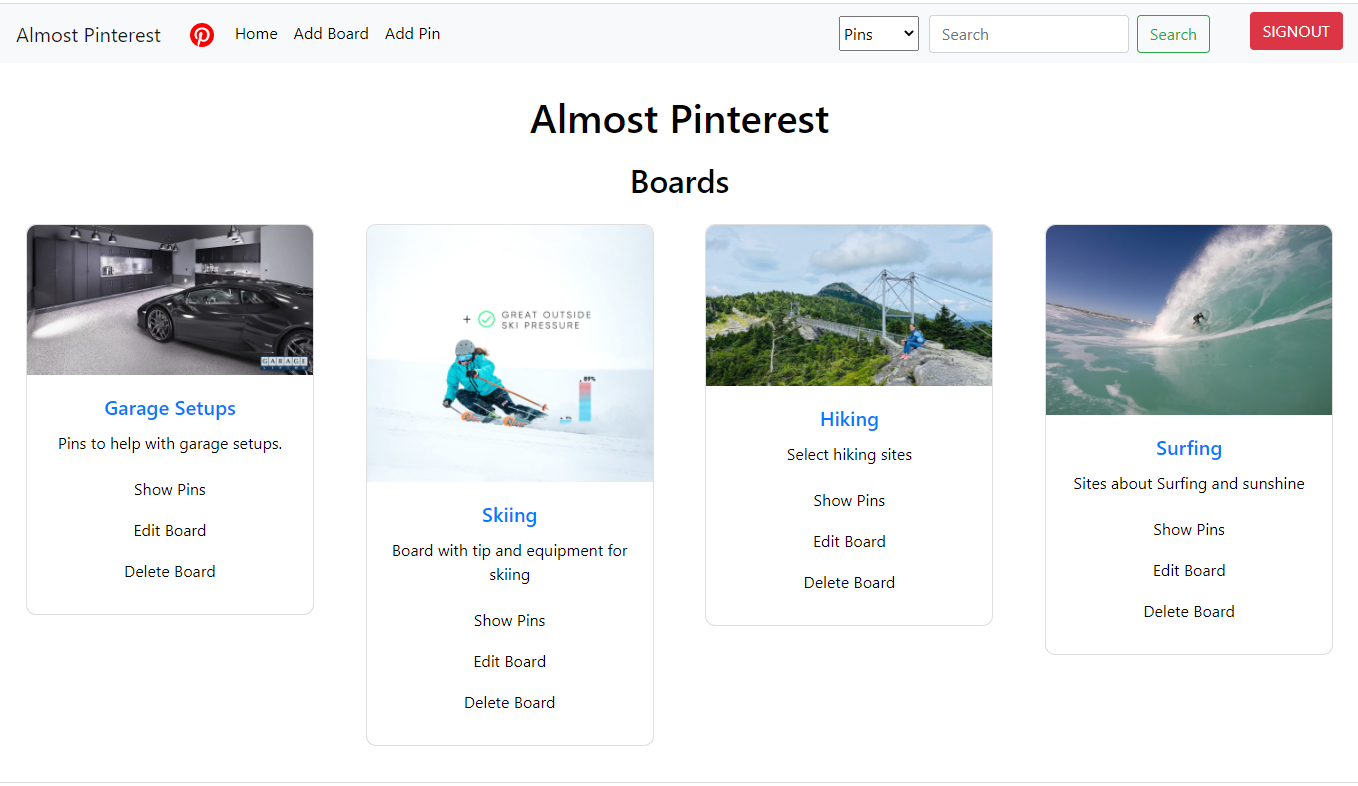 Almost Pinterest
Home
Add Board
Add Pin
Pins
Search
Search
SIGNOUT
Almost Pinterest
Boards
GARAGE
Garage Setups
Pins to help with garage setups.
Show Pins
Edit Board
Delete Board
+ GREAT OUTSIDE
SKI PRESSURE
89%
Skiing
Board with tip and equipment for
skiing
Show Pins
Edit Board
Delete Board
Hiking
Select hiking sites
Show Pins
Edit Board
Delete Board
Surfing
Sites about Surfing and sunshine
Show Pins
Edit Board
Delete Board